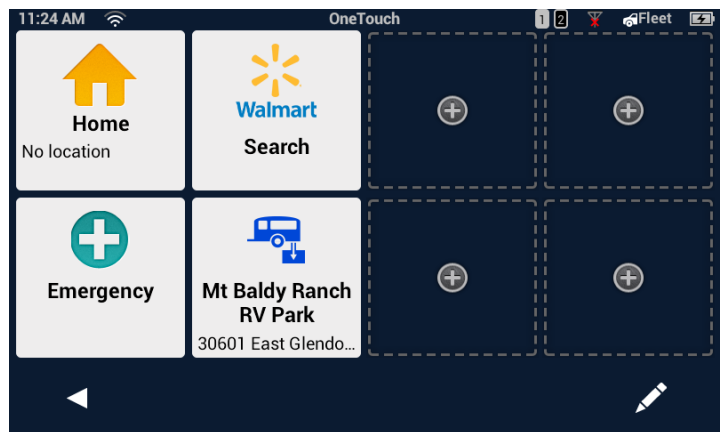 11:24 AM OneTouch 1 2 Fleet
Home
No location
Walmart
Search
Emergency
Mt Baldy Ranch
RV Park
30601 East Glendo...